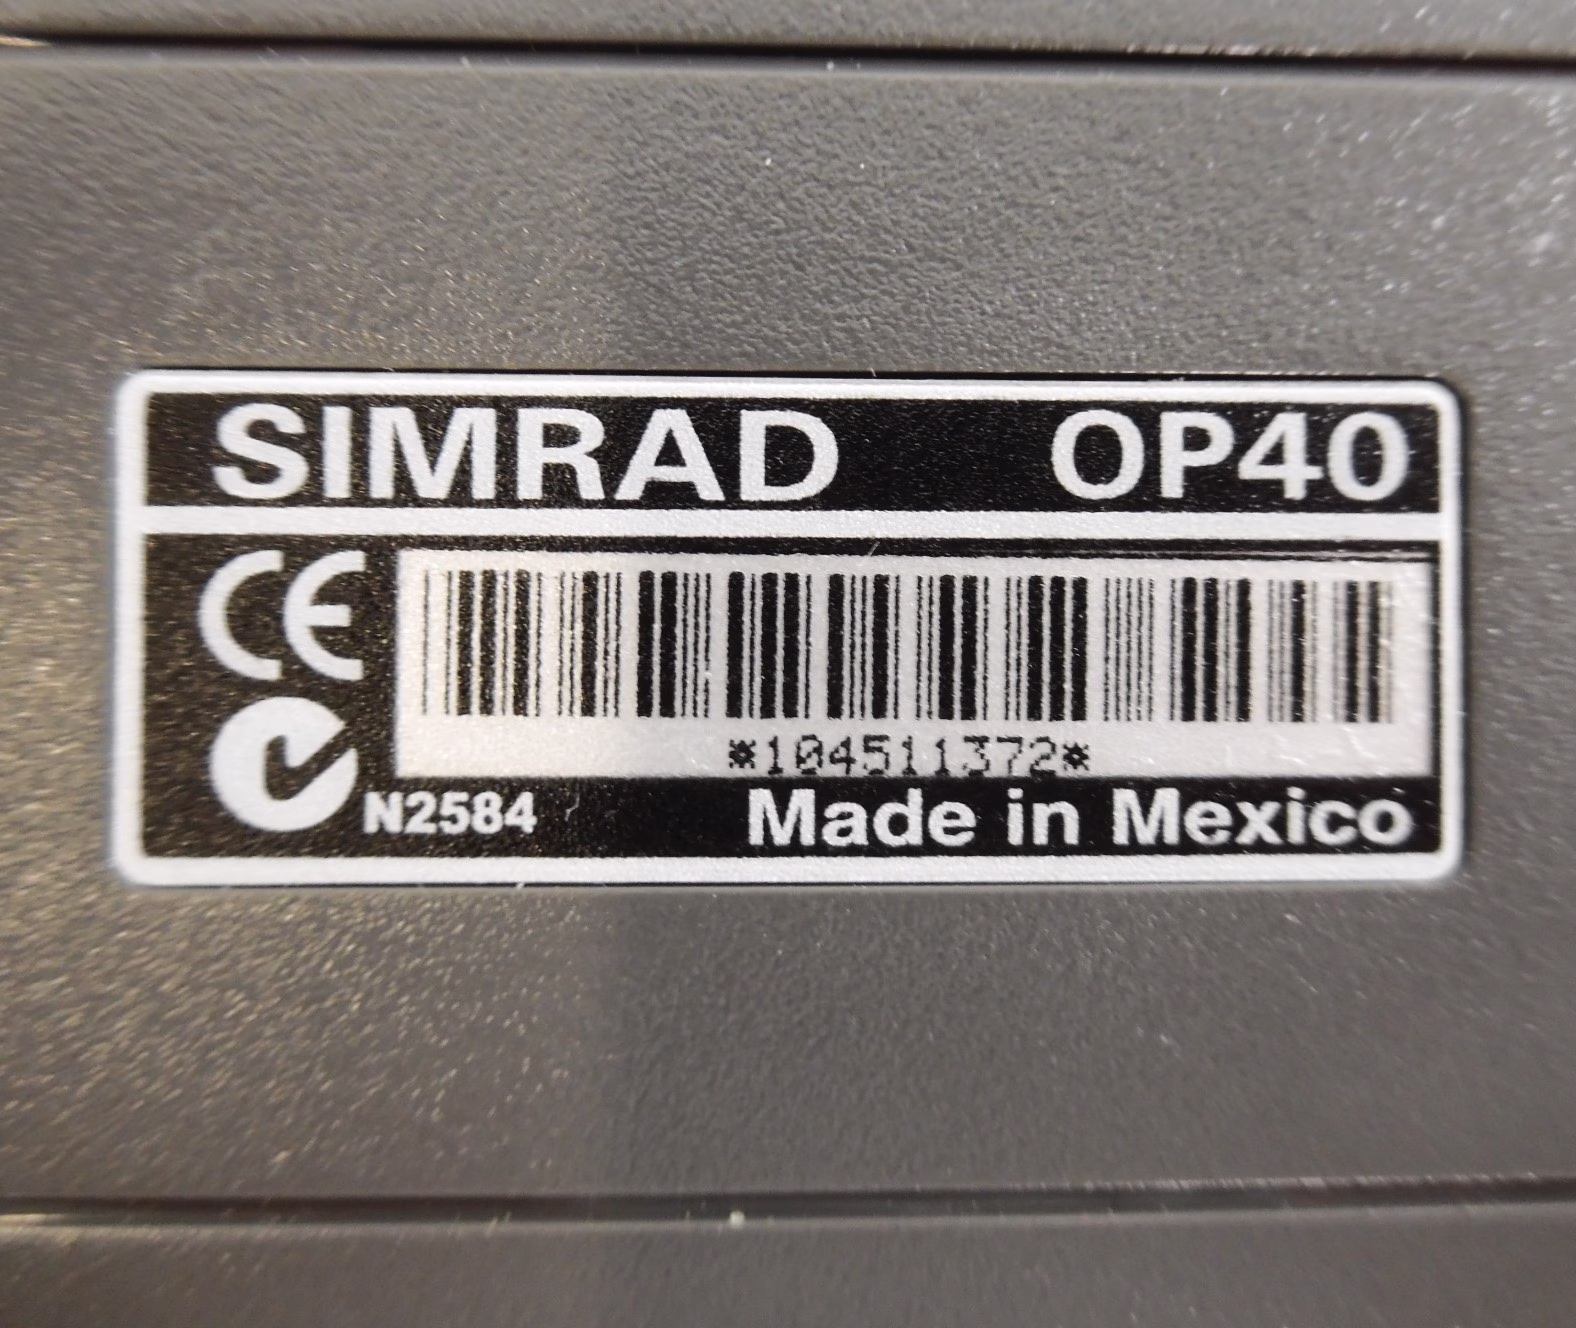 SIMRAD OP40
CE
*104511372*
N2584 Made in Mexico